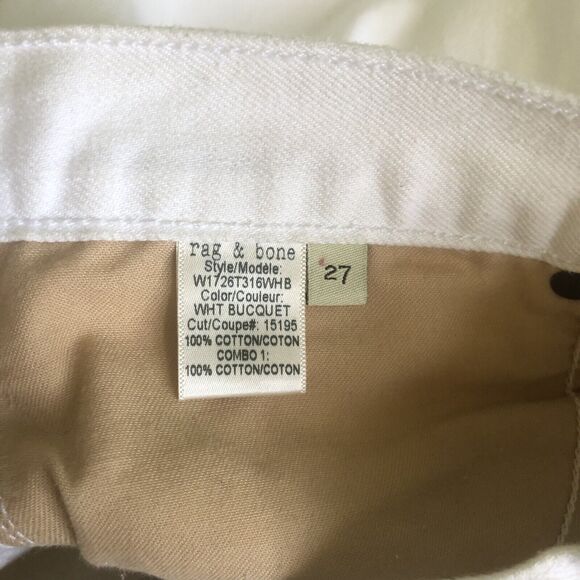 rag & bone
Style/Modèle:
W1726T316WHB
Color/Couleur:
WHT BUCQUET
Cut/Coupe#: 15195
100% COTTON/COTON
COMBO 1:
100% COTTON/COTON
27